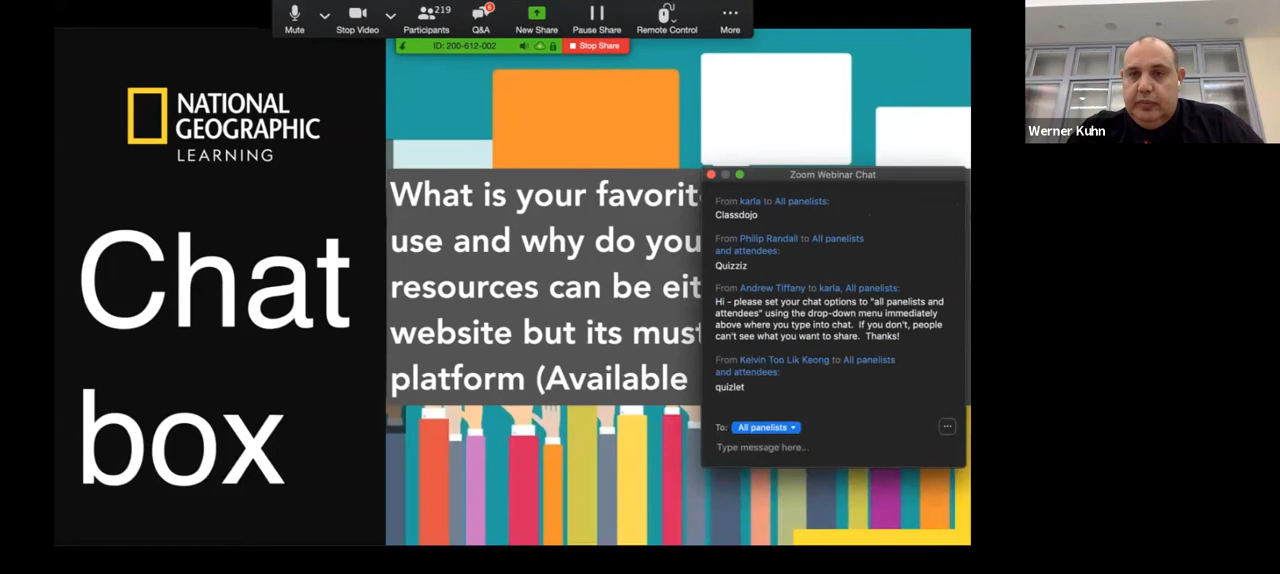 219
6
Mute
Stop Video
Participants
Q&A
New Share
Pause Share
Remote Control
More
ID: 200-612-002
Stop Share
NATIONAL
GEOGRAPHIC
LEARNING
Chat
box
What is your favorit
use and why do you
resources can be eit
website but its must
platform (Available
Zoom Webinar Chat
From karla to All panelists:
Classdojo
From Philip Randall to All panelists
and attendees:
Quizziz
From Andrew Tiffany to karla, All panelists:
Hi - please set your chat options to "all panelists and
attendees" using the drop-down menu immediately
above where you type into chat. If you don't, people
can't see what you want to share. Thanks!
From Kelvin Too Lik Keong to All panelists
and attendees:
quizlet
To: All panelists
Type message here...
Werner Kuhn